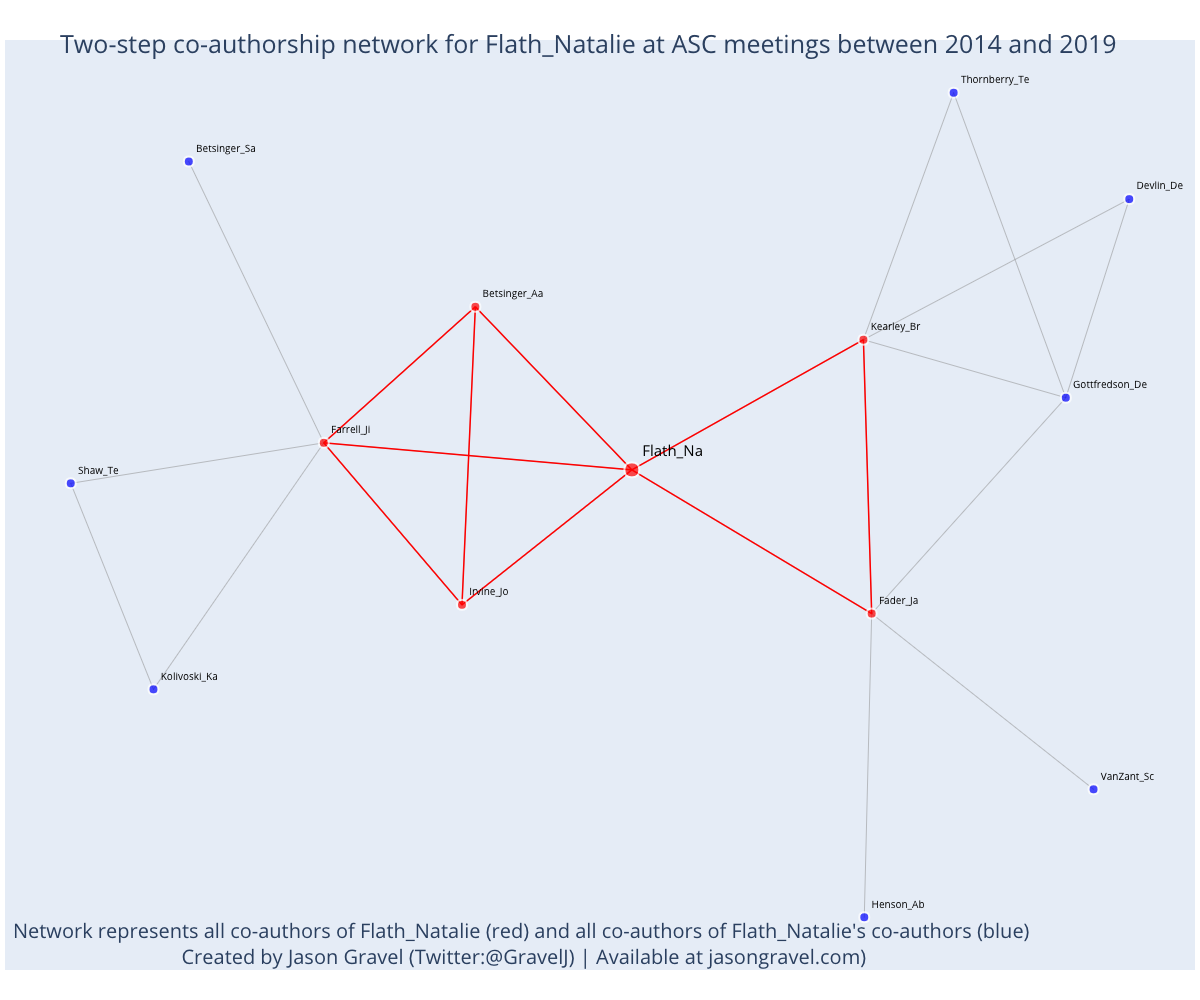 Two-step co-authorship network for Flath_Natalie at ASC meetings between 2014 and 2019
Thornberry_Te
Betsinger_Sa
Devlin_De
Betsinger_Aa
Kearley_Br
Gottfredson_De
Farrell_Ji
Flath_Na
Shaw_Te
Irvine_Jo
Fader_Ja
Kolivoski_Ka
VanZant_Sc
Henson_Ab
Network represents all co-authors of Flath_Natalie (red) and all co-authors of Flath_Natalie's co-authors (blue)
Created by Jason Gravel (Twitter:@GravelJ) | Available at jasongravel.com)